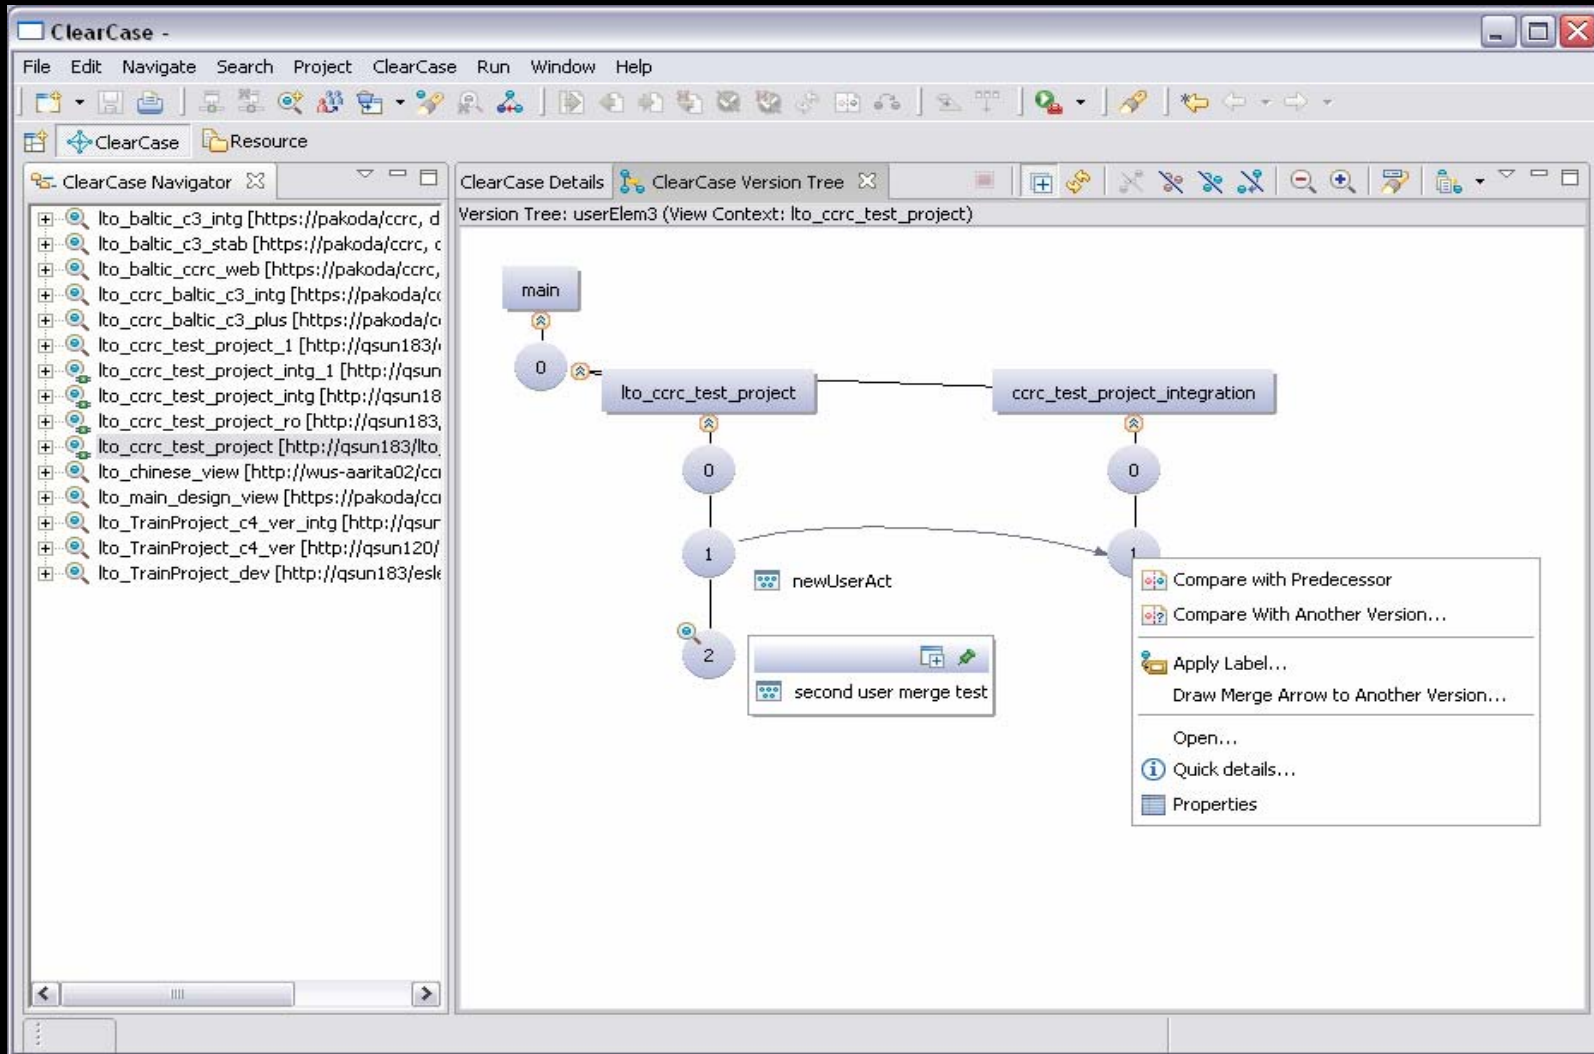 ClearCase -
File Edit Navigate Search Project ClearCase Run Window Help
ClearCase Resource
ClearCase Navigator
lto_baltic_c3_intg [https://pakoda/ccrc, d
lto_baltic_c3_stab [https://pakoda/ccrc, c
lto_baltic_ccrc_web [https://pakoda/ccrc,
lto_ccrc_baltic_c3_intg [https://pakoda/cc
lto_ccrc_baltic_c3_plus [https://pakoda/c
lto_ccrc_test_project_1 [http://qsun183/
lto_ccrc_test_project_intg_1 [http://qsun
lto_ccrc_test_project_intg [http://qsun18
lto_ccrc_test_project_ro [http://qsun183,
lto_ccrc_test_project [http://qsun183/lto_
lto_chinese_view [http://wus-aarita02/cc
lto_main_design_view [https://pakoda/cc
lto_TrainProject_c4_ver_intg [http://qsun
lto_TrainProject_c4_ver [http://qsun120/
lto_TrainProject_dev [http://qsun183/esle
ClearCase Details ClearCase Version Tree
Version Tree: userElem3 (View Context: lto_ccrc_test_project)
main
0
lto_ccrc_test_project ccrc_test_project_integration
0 0
1 1
newUserAct
2
second user merge test
Compare with Predecessor
Compare With Another Version...
Apply Label...
Draw Merge Arrow to Another Version...
Open...
Quick details...
Properties